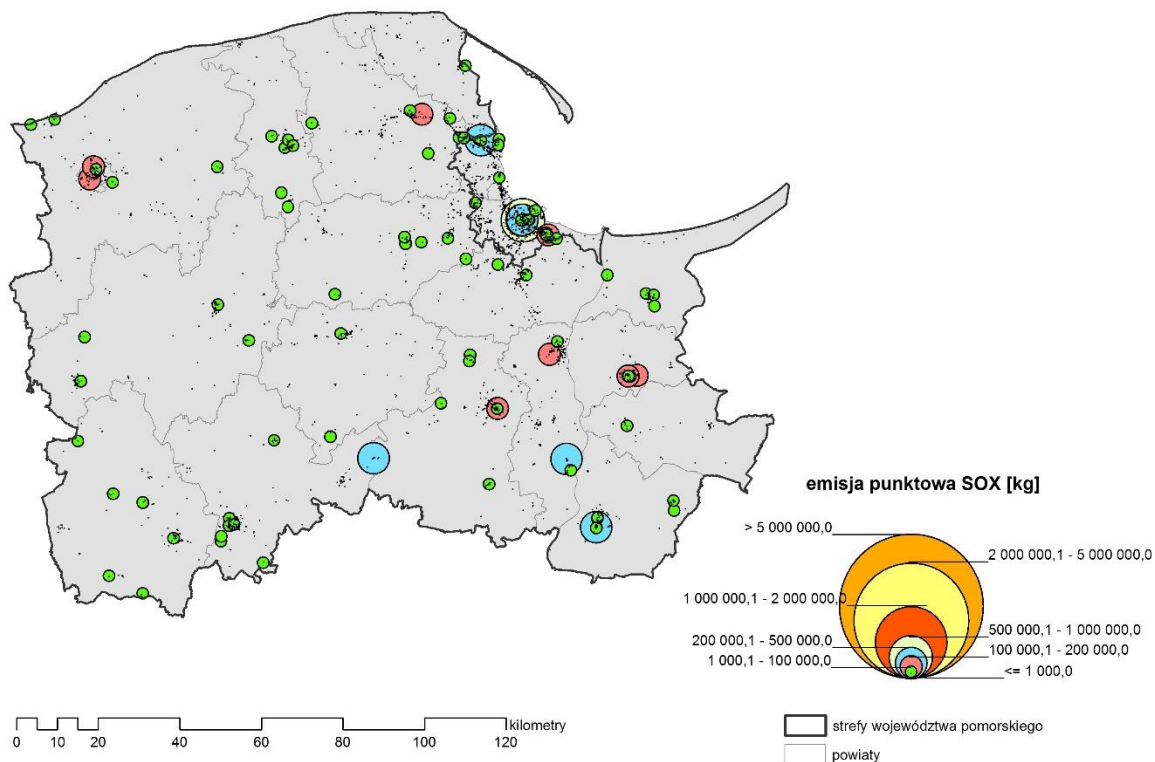 emisja punktowa SOX [kg]
> 5 000 000,0
2 000 000,1 - 5 000 000,0
1 000 000,1 - 2 000 000,0
500 000,1 - 1 000 000,0
200 000,1 - 500 000,0
100 000,1 - 200 000,0
1 000,1 - 100 000,0
<= 1 000,0
kilometry
0 10 20 40 60 80 100 120
strefy województwa pomorskiego
powiaty